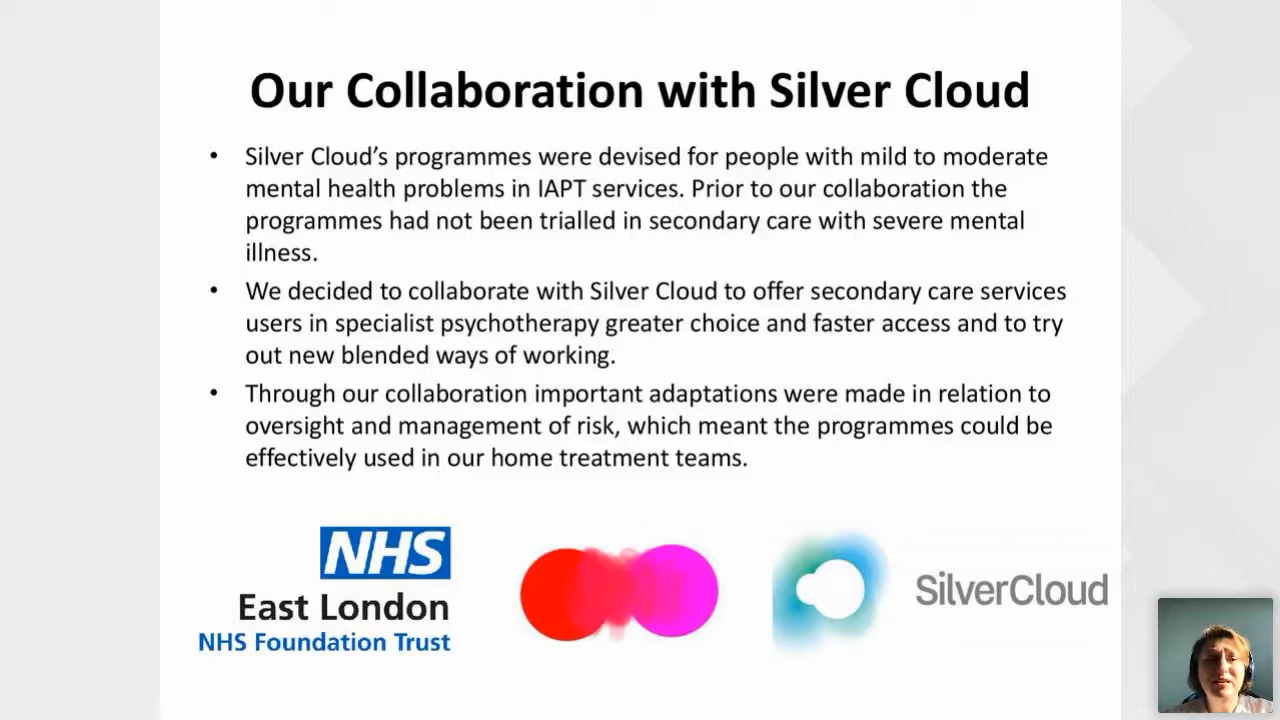 Our Collaboration with Silver Cloud
• Silver Cloud’s programmes were devised for people with mild to moderate
mental health problems in IAPT services. Prior to our collaboration the
programmes had not been trialled in secondary care with severe mental
illness.
• We decided to collaborate with Silver Cloud to offer secondary care services
users in specialist psychotherapy greater choice and faster access and to try
out new blended ways of working.
• Through our collaboration important adaptations were made in relation to
oversight and management of risk, which meant the programmes could be
effectively used in our home treatment teams.
NHS
East London
NHS Foundation Trust
SilverCloud